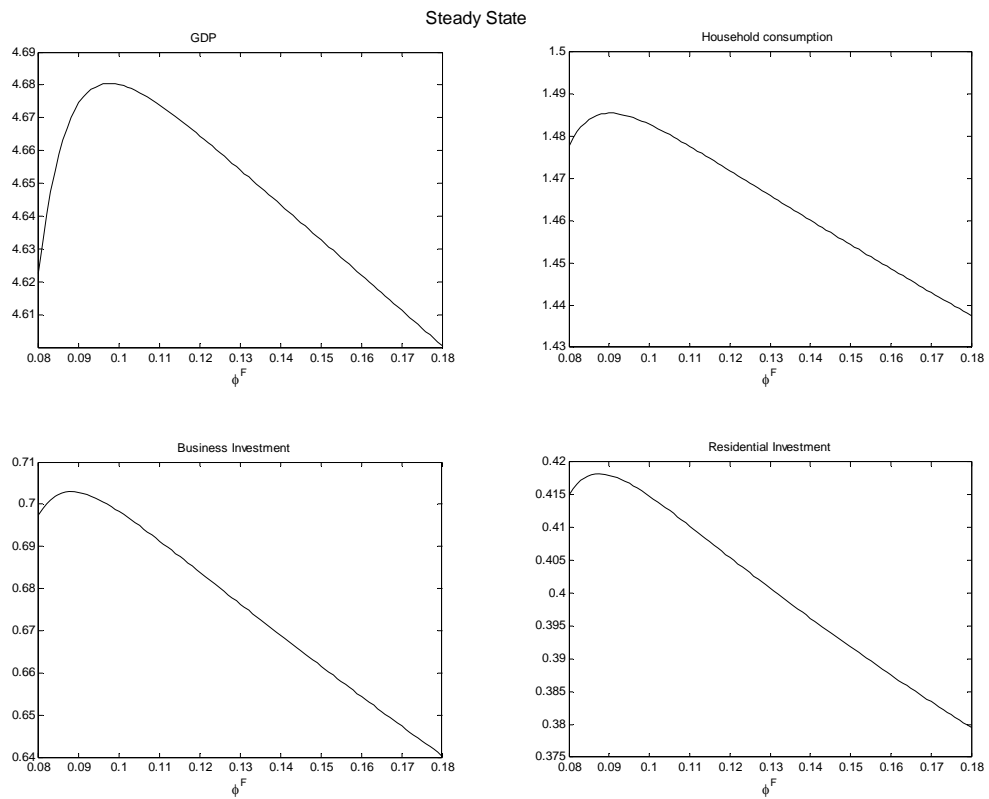 Steady State
GDP
4.69
4.68
4.67
4.66
4.65
4.64
4.63
4.62
4.61
0.08 0.09 0.1 0.11 0.12 0.13 0.14 0.15 0.16 0.17 0.18
ϕF
Household consumption
1.5
1.49
1.48
1.47
1.46
1.45
1.44
1.43
0.08 0.09 0.1 0.11 0.12 0.13 0.14 0.15 0.16 0.17 0.18
ϕF
Business Investment
0.71
0.7
0.69
0.68
0.67
0.66
0.65
0.64
0.08 0.09 0.1 0.11 0.12 0.13 0.14 0.15 0.16 0.17 0.18
ϕF
Residential Investment
0.42
0.415
0.41
0.405
0.4
0.395
0.39
0.385
0.38
0.375
0.08 0.09 0.1 0.11 0.12 0.13 0.14 0.15 0.16 0.17 0.18
ϕF